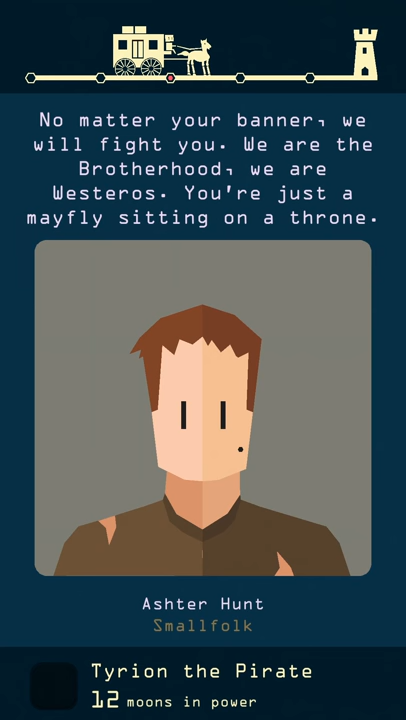 No matter your banner, we
will fight you. We are the
Brotherhood, we are
Westeros. You're just a
mayfly sitting on a throne.
Ashter Hunt
Smallfolk
Tyrion the Pirate
12 moons in power